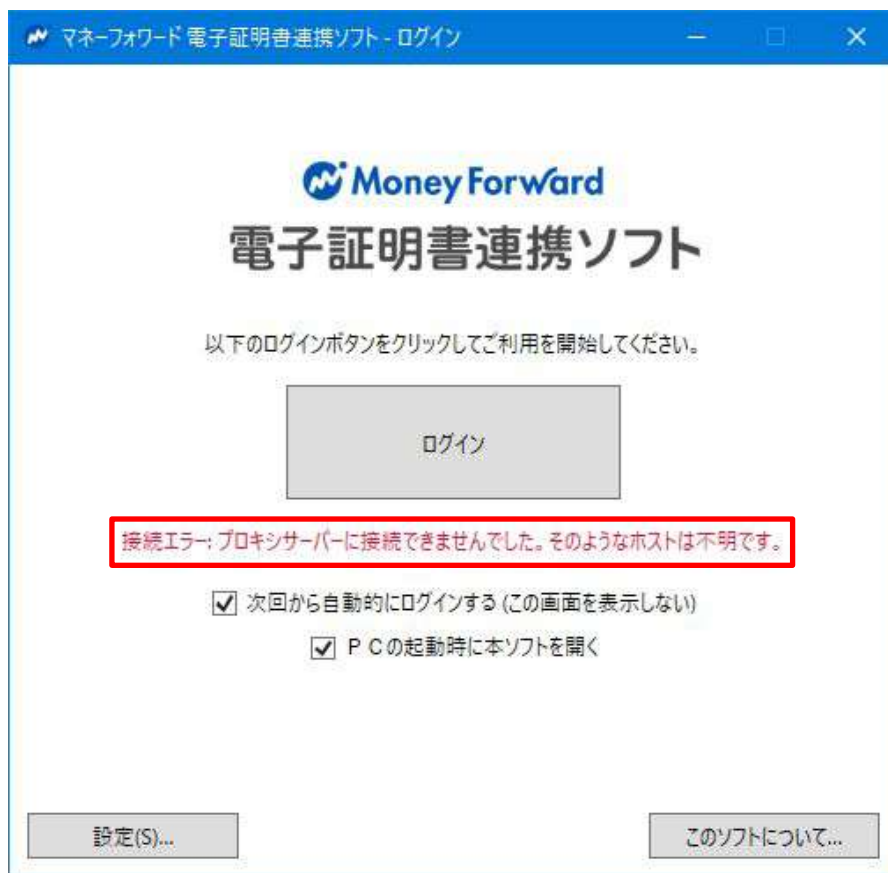 マネーフォワード 電子証明書連携ソフト - ログイン
Money Forward
電子証明書連携ソフト
以下のログインボタンをクリックしてご利用を開始してください。
ログイン
接続エラー: プロキシサーバーに接続できませんでした。そのようなホストは不明です。
次回から自動的にログインする (この画面を表示しない)
ＰＣの起動時に本ソフトを開く
設定(S)...
このソフトについて...